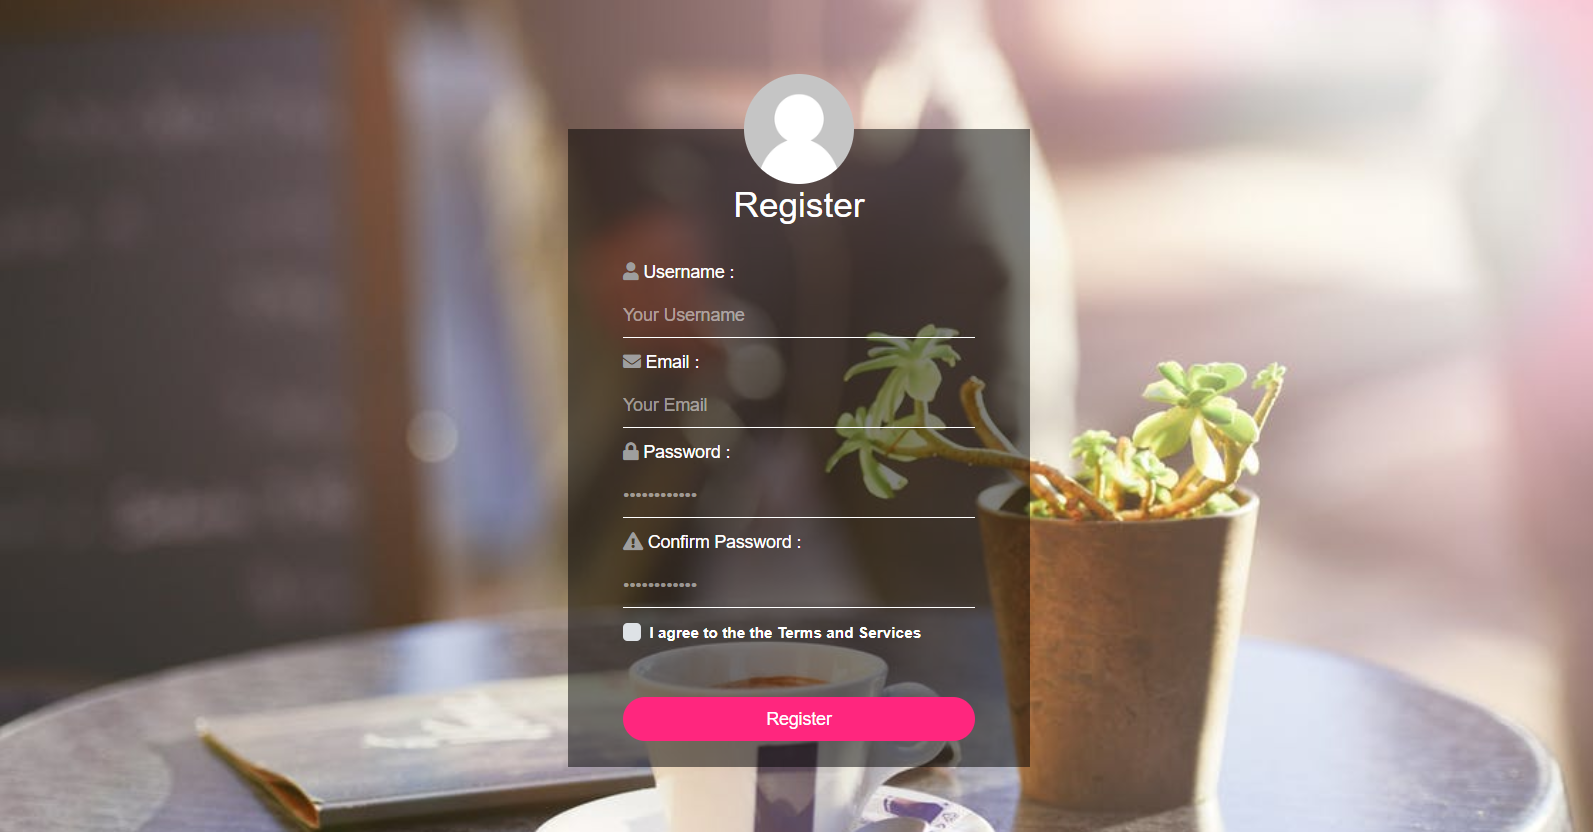 Register
Username :
Your Username
Email :
Your Email
Password :
••••••••••••
Confirm Password :
••••••••••••
I agree to the the Terms and Services
Register